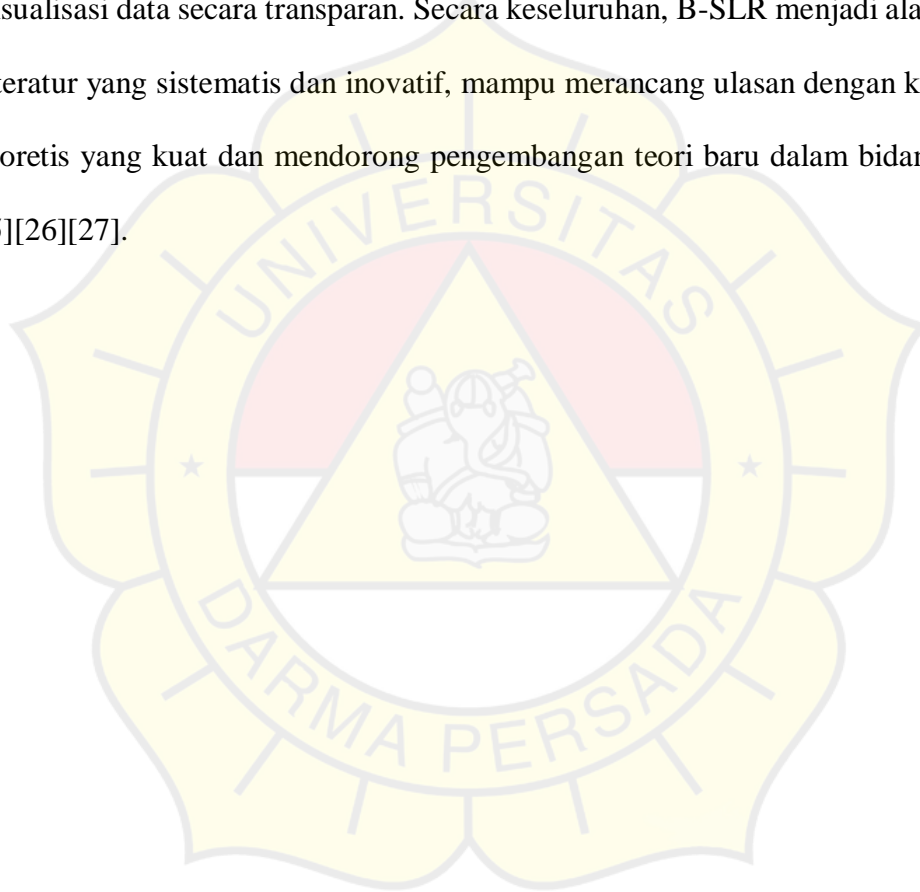 sualisasi data secara transparan. Secara keseluruhan, B-SLR menjadi ala
teratur yang sistematis dan inovatif, mampu merancang ulasan dengan k
oretis yang kuat dan mendorong pengembangan teori baru dalam bidan
][26][27].
UNIVERSITAS
DARMA PERSADA